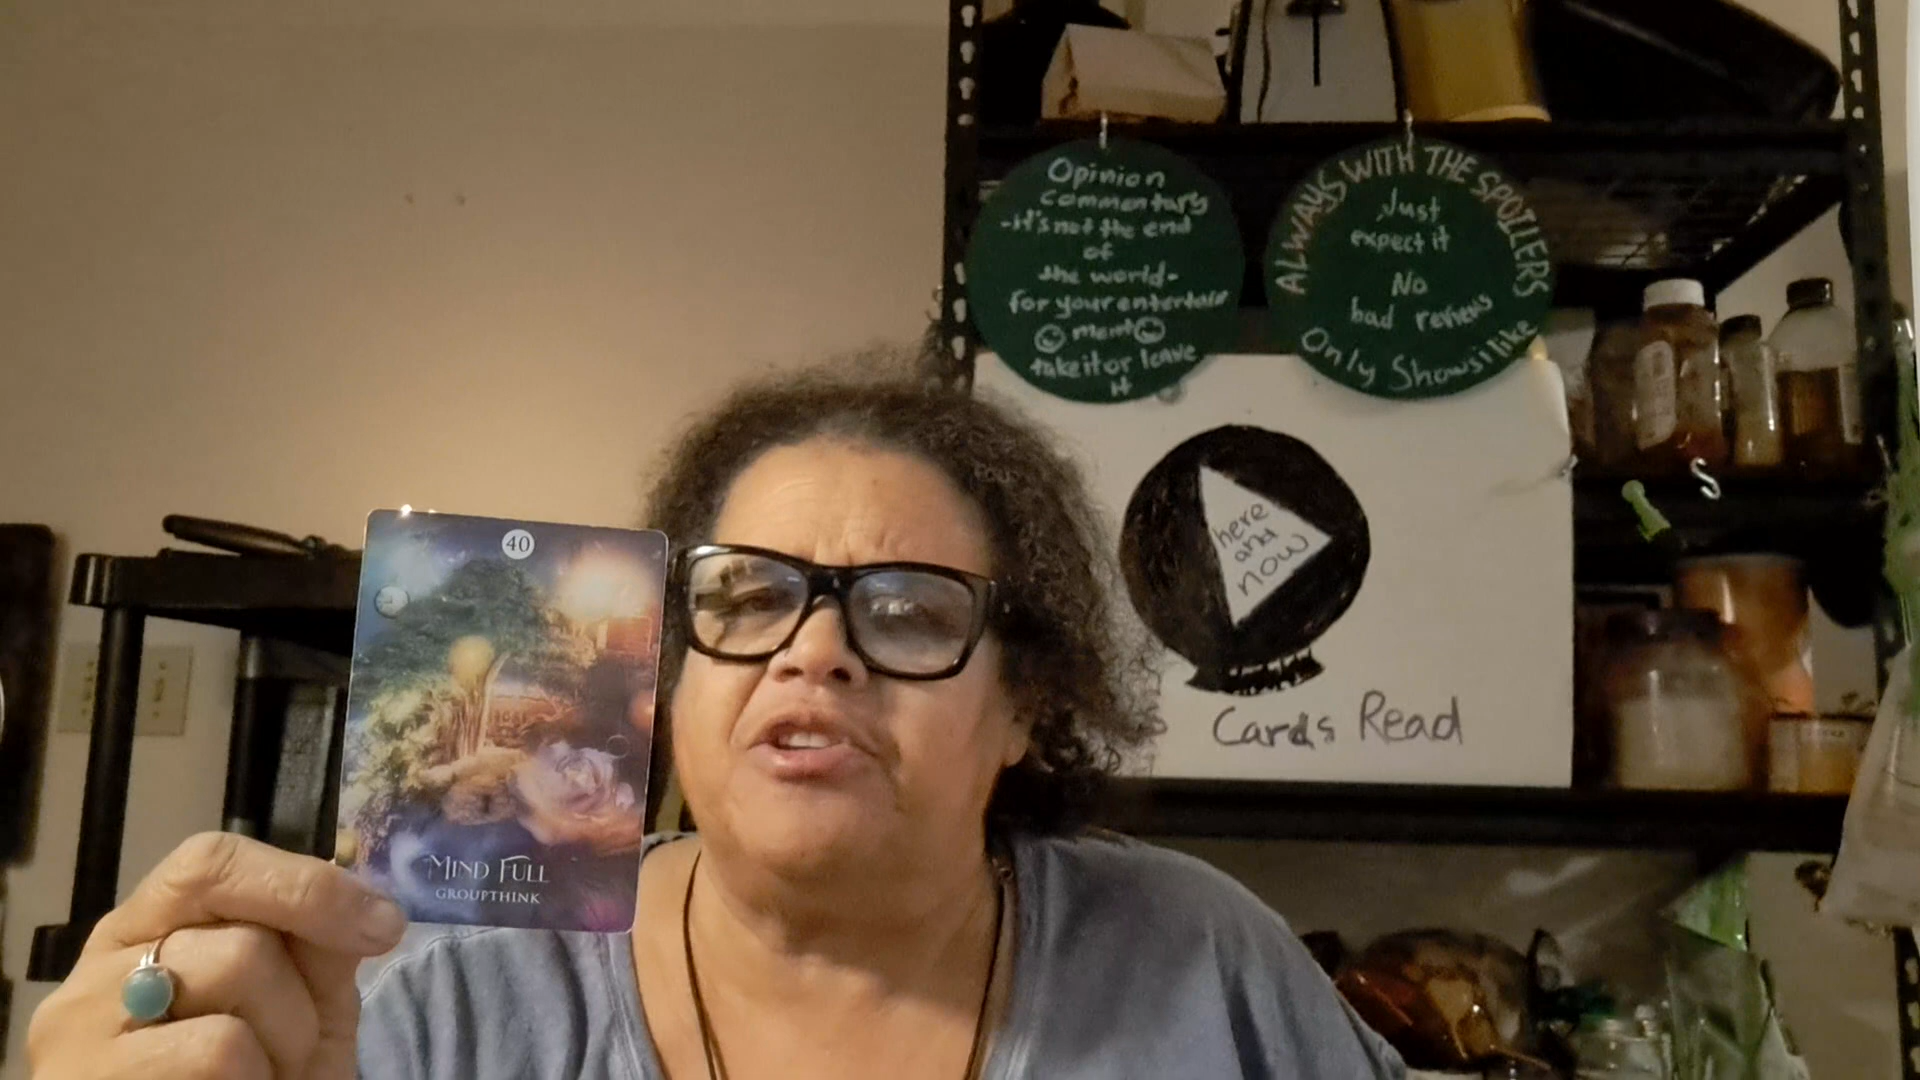 Opinion
Commentary
-it's not the end
of
the world-
for your entertain
ment
take it or leave
it
ALWAYS WITH THE SPOILERS
Just
expect it
No
bad reviews
Only Shows i like
here
and
now
Cards Read
40
MIND FULL
GROUPTHINK